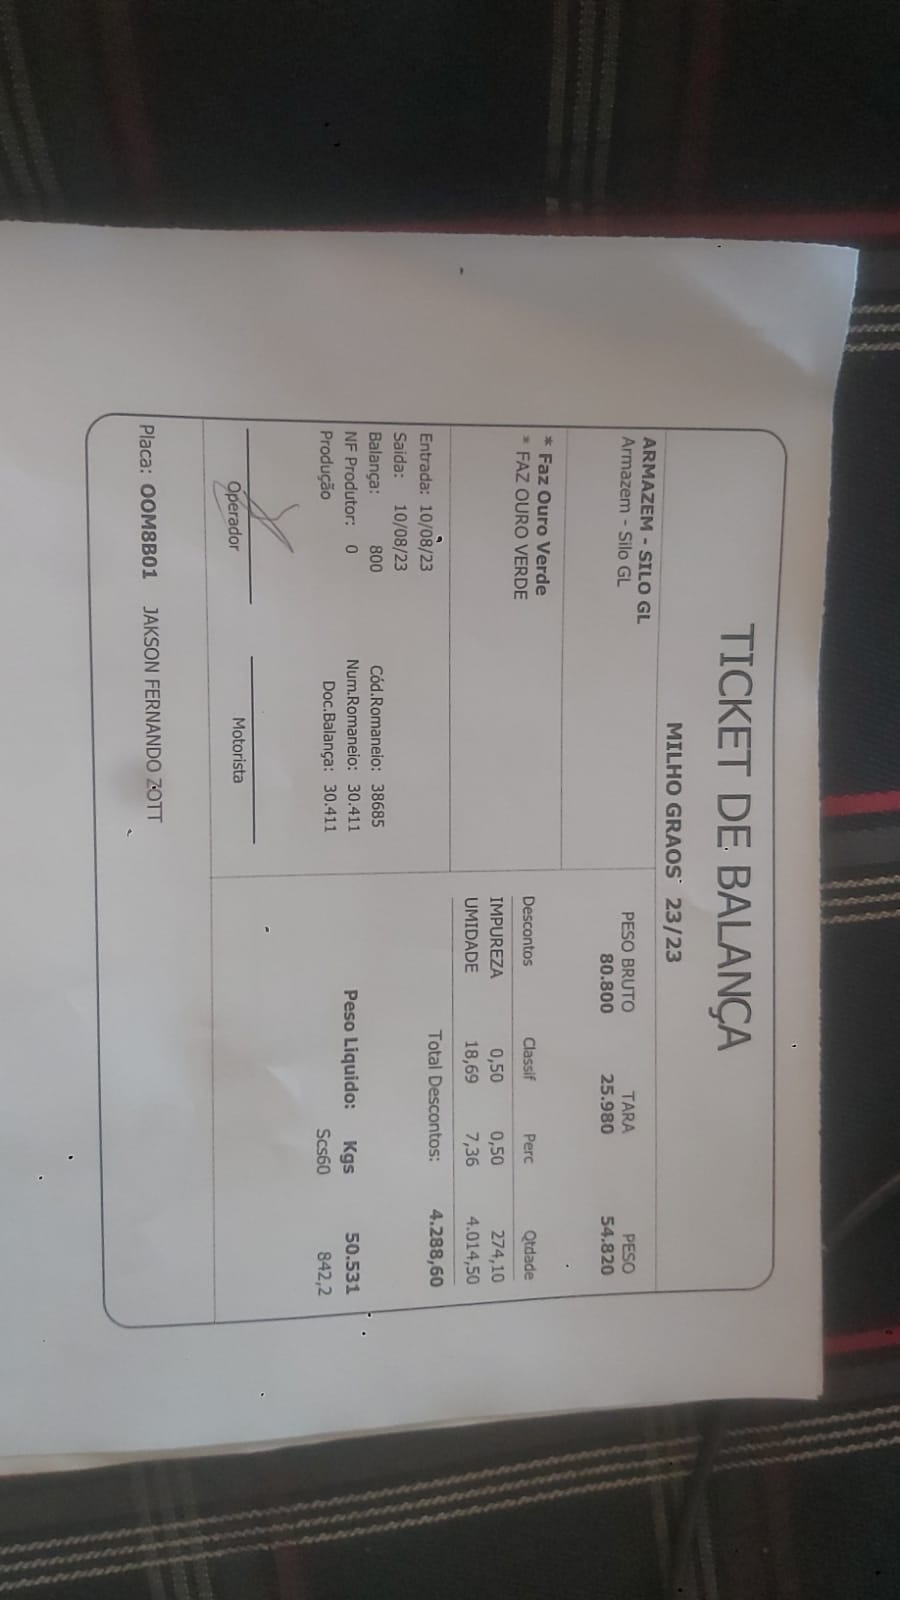 TICKET DE BALANÇA
MILHO GRAOS 23/23
ARMAZEM - SILO GL
Armazem - Silo GL
PESO BRUTO TARA PESO
80.800 25.980 54.820
* Faz Ouro Verde
* FAZ OURO VERDE
Descontos Classif Perc Qtdade
IMPUREZA 0,50 0,50 274,10
UMIDADE 18,69 7,36 4.014,50
Total Descontos: 4.288,60
Entrada: 10/08/23
Saida: 10/08/23
Balança: 800 Cód.Romaneio: 38685
NF Produtor: 0 Num.Romaneio: 30.411
Produção Doc.Balança: 30.411
Peso Liquido: Kgs 50.531
Scs60 842,2
Operador Motorista
Placa: OOM8B01 JAKSON FERNANDO ZOTT